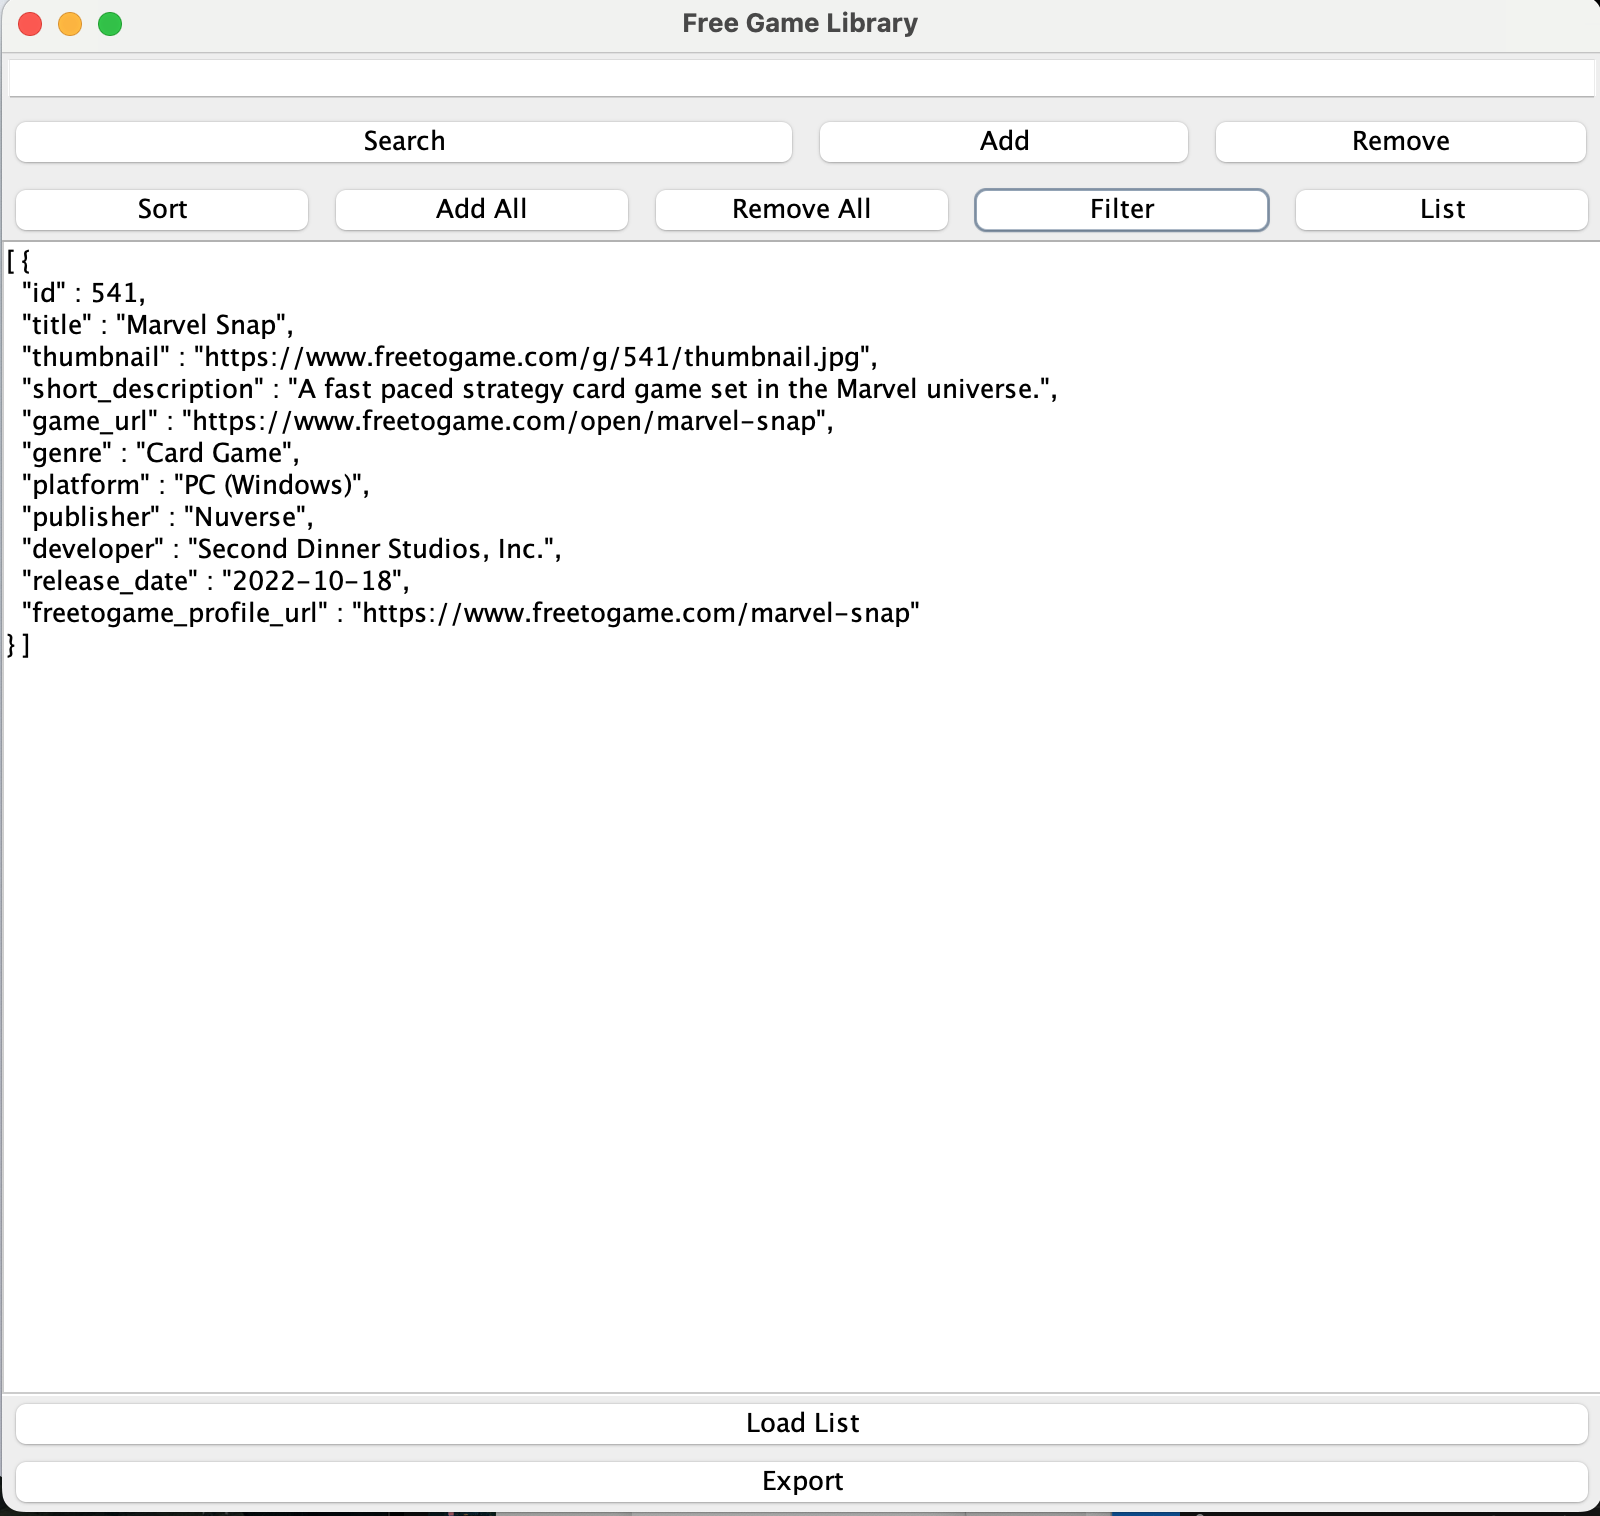 Free Game Library
Search Add Remove
Sort Add All Remove All Filter List
[ {
  "id" : 541,
  "title" : "Marvel Snap",
  "thumbnail" : "https://www.freetogame.com/g/541/thumbnail.jpg",
  "short_description" : "A fast paced strategy card game set in the Marvel universe.",
  "game_url" : "https://www.freetogame.com/open/marvel-snap",
  "genre" : "Card Game",
  "platform" : "PC (Windows)",
  "publisher" : "Nuverse",
  "developer" : "Second Dinner Studios, Inc.",
  "release_date" : "2022-10-18",
  "freetogame_profile_url" : "https://www.freetogame.com/marvel-snap"
} ]
Load List
Export